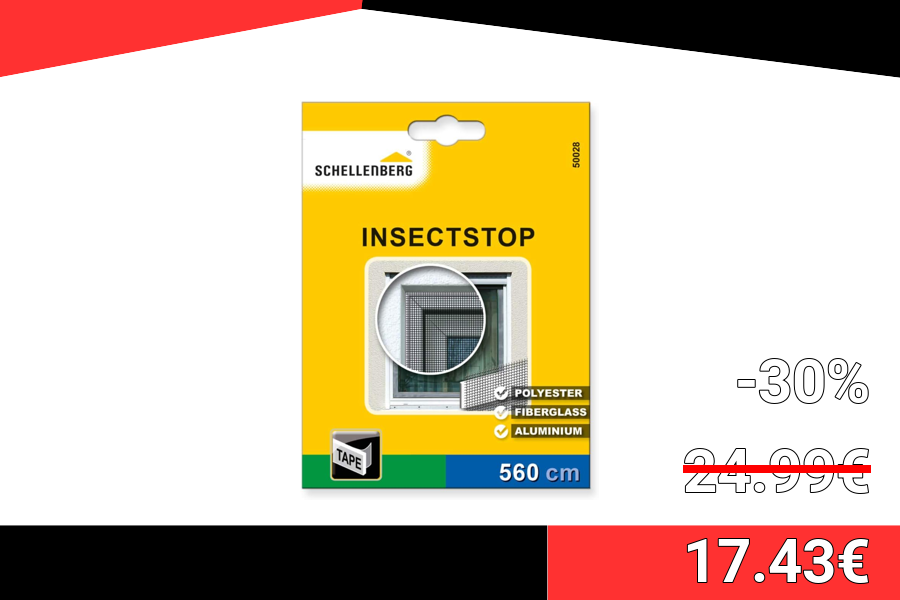 SCHELLENBERG®
50028
INSECTSTOP
POLYESTER
FIBERGLASS
ALUMINIUM
TAPE
560 cm
-30%
24.99€
17.43€